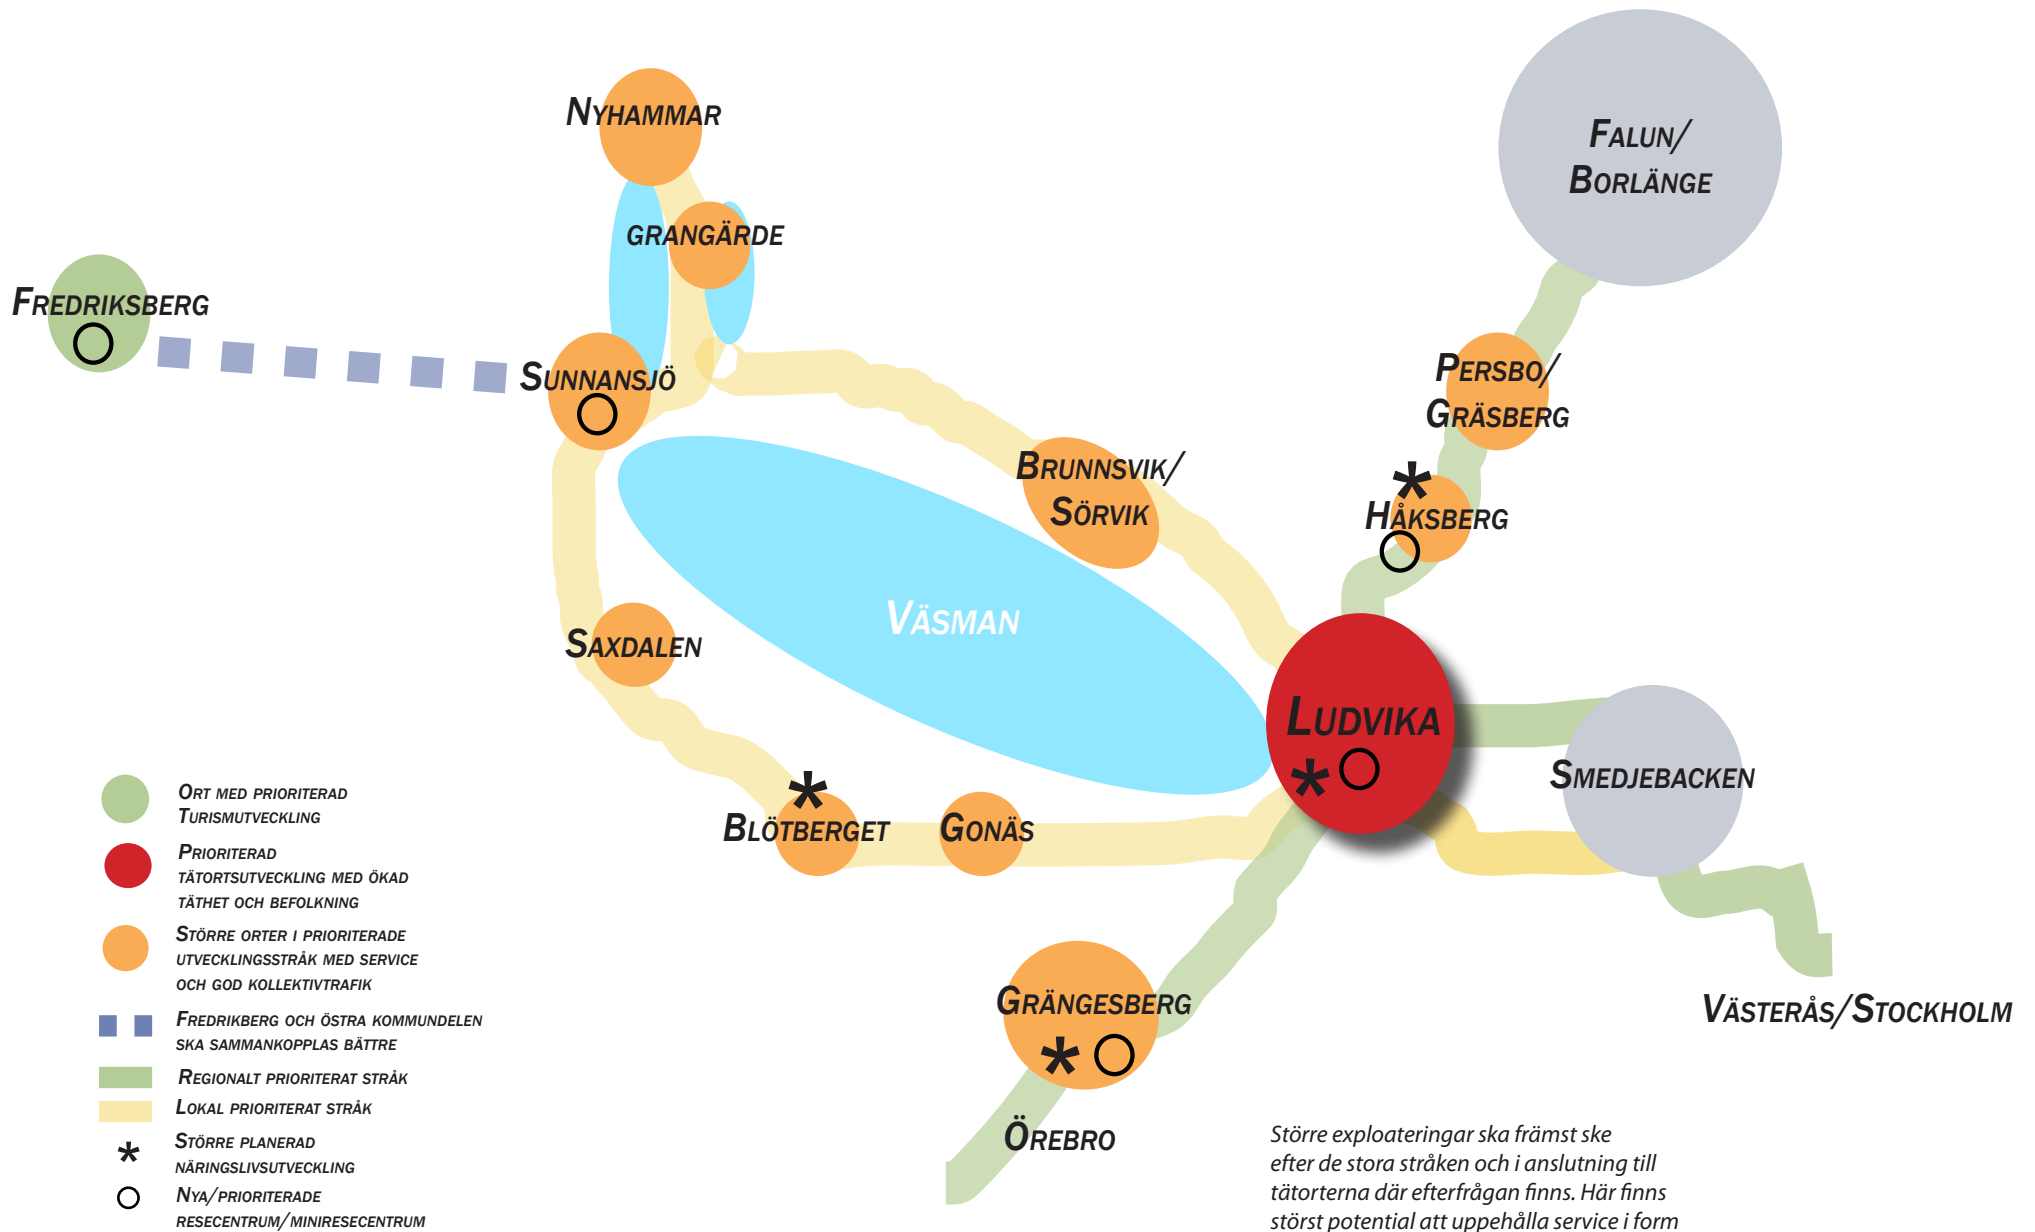 Nyhammar
Falun/
Borlänge
grangärde
Fredriksberg
Sunnansjö
Persbo/
Gräsberg
Brunnsvik/
Sörvik
*
Håksberg
Väsman
Saxdalen
Ludvika
*
Smedjebacken
*
Blötberget
Gonäs
Grängesberg
*
Västerås/Stockholm
Örebro
Ort med prioriterad
Turismutveckling
Prioriterad
tätortsutveckling med ökad
täthet och befolkning
Större orter i prioriterade
utvecklingsstråk med service
och god kollektivtrafik
Fredrikberg och östra kommundelen
ska sammankopplas bättre
Regionalt prioriterat stråk
Lokal prioriterat stråk
* Större planerad
näringslivsutveckling
Nya/prioriterade
resecentrum/miniresecentrum
Större exploateringar ska främst ske
efter de stora stråken och i anslutning till
tätorterna där efterfrågan finns. Här finns
störst potential att uppehålla service i form